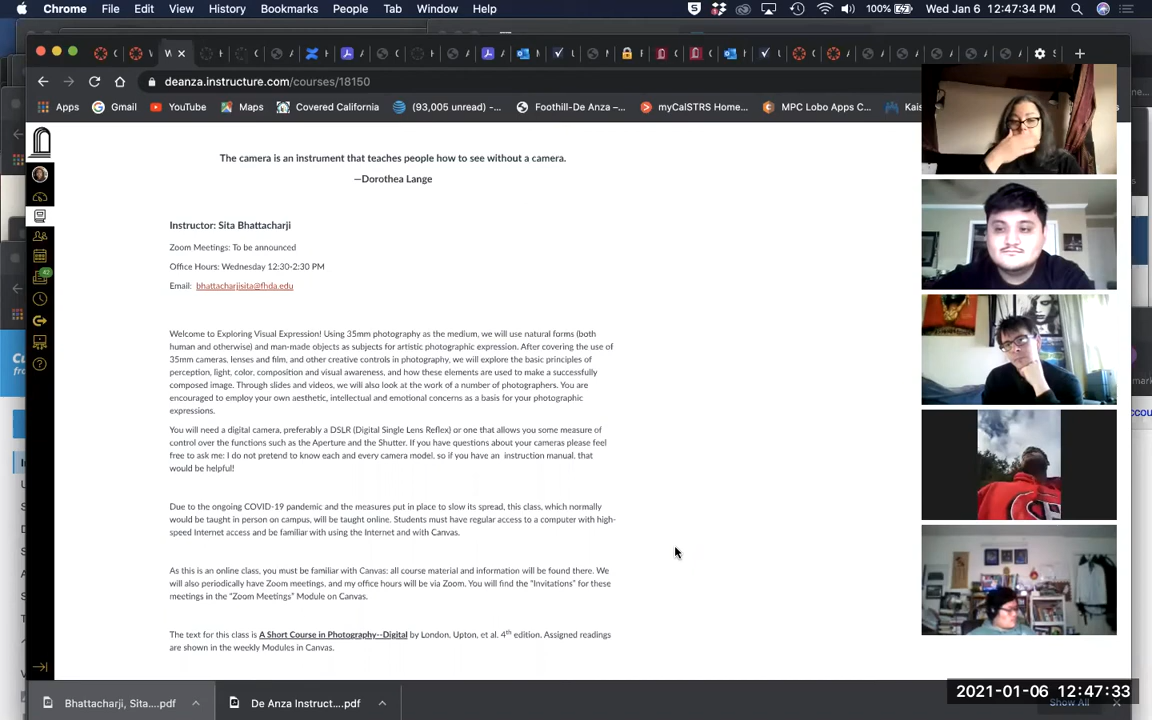 Chrome File Edit View History Bookmarks People Tab Window Help
100% Wed Jan 6 12:47:34 PM
deanza.instructure.com/courses/18150
Apps Gmail YouTube Maps Covered California (93,005 unread) -... Foothill-De Anza –... myCalSTRS Home... MPC Lobo Apps C... Kais
The camera is an instrument that teaches people how to see without a camera.
—Dorothea Lange
Instructor: Sita Bhattacharji
Zoom Meetings: To be announced
Office Hours: Wednesday 12:30-2:30 PM
Email: bhattacharjisita@fhda.edu
42
Welcome to Exploring Visual Expression! Using 35mm photography as the medium, we will use natural forms (both
human and otherwise) and man-made objects as subjects for artistic photographic expression. After covering the use of
35mm cameras, lenses and film, and other creative controls in photography, we will explore the basic principles of
perception, light, color, composition and visual awareness, and how these elements are used to make a successfully
composed image. Through slides and videos, we will also look at the work of a number of photographers. You are
encouraged to employ your own aesthetic, intellectual and emotional concerns as a basis for your photographic
expressions.
You will need a digital camera, preferably a DSLR (Digital Single Lens Reflex) or one that allows you some measure of
control over the functions such as the Aperture and the Shutter. If you have questions about your cameras please feel
free to ask me: I do not pretend to know each and every camera model, so if you have an instruction manual, that
would be helpful!
Due to the ongoing COVID-19 pandemic and the measures put in place to slow its spread, this class, which normally
would be taught in person on campus, will be taught online. Students must have regular access to a computer with high-
speed Internet access and be familiar with using the Internet and with Canvas.
As this is an online class, you must be familiar with Canvas: all course material and information will be found there. We
will also periodically have Zoom meetings, and my office hours will be via Zoom. You will find the "Invitations" for these
meetings in the "Zoom Meetings" Module on Canvas.
The text for this class is A Short Course in Photography--Digital by London, Upton, et al. 4th edition. Assigned readings
are shown in the weekly Modules in Canvas.
Bhattacharji, Sita....pdf De Anza Instruct....pdf Show All
2021-01-06 12:47:33